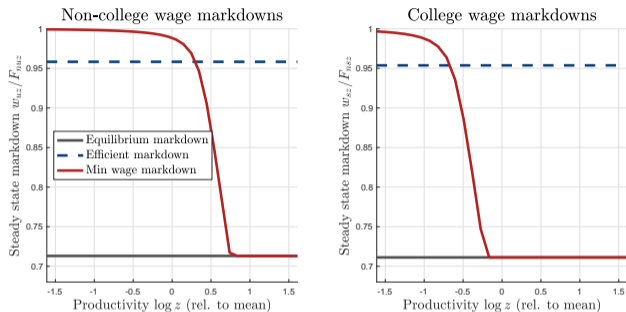 Non-college wage markdowns
Steady state markdown w_{uz}/F_{nuz}
1
0.95
0.9
0.85
0.8
0.75
0.7
Equilibrium markdown
Efficient markdown
Min wage markdown
-1.5 -1 -0.5 0 0.5 1 1.5
Productivity log z (rel. to mean)
College wage markdowns
Steady state markdown w_{sz}/F_{nsz}
1
0.95
0.9
0.85
0.8
0.75
0.7
-1.5 -1 -0.5 0 0.5 1 1.5
Productivity log z (rel. to mean)